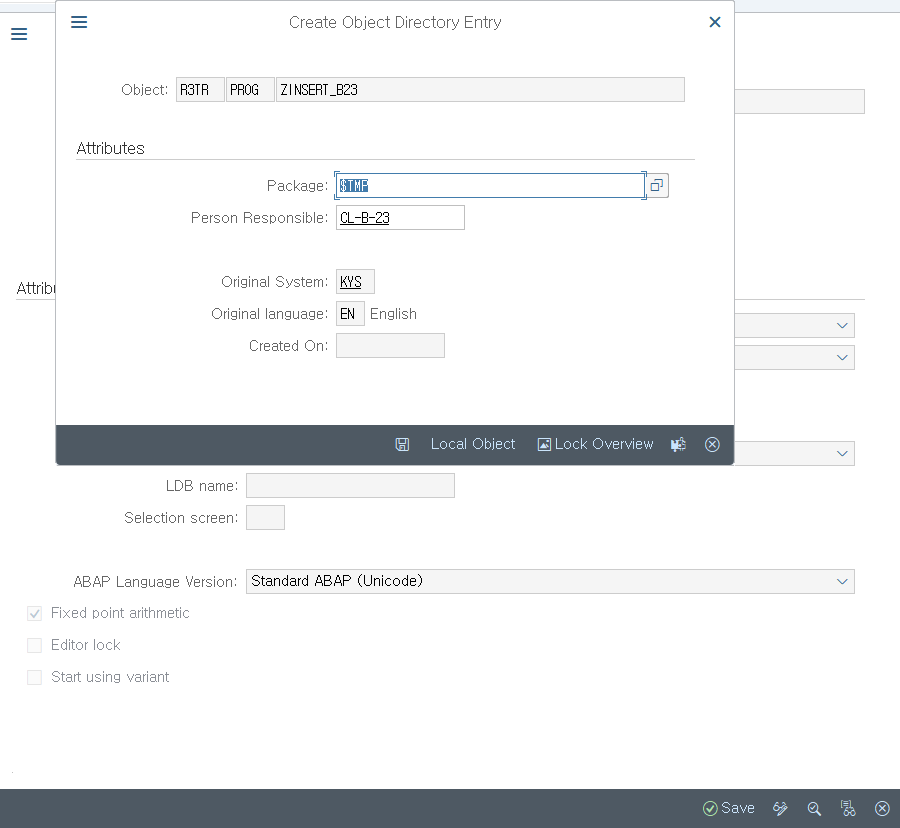 Create Object Directory Entry
Object: R3TR PROG ZINSERT_B23
Attributes
Package: $TMP
Person Responsible: CL-B-23
Original System: KYS
Original language: EN English
Created On:
Local Object Lock Overview
Attribu
LDB name:
Selection screen:
ABAP Language Version: Standard ABAP (Unicode)
Fixed point arithmetic
Editor lock
Start using variant
Save